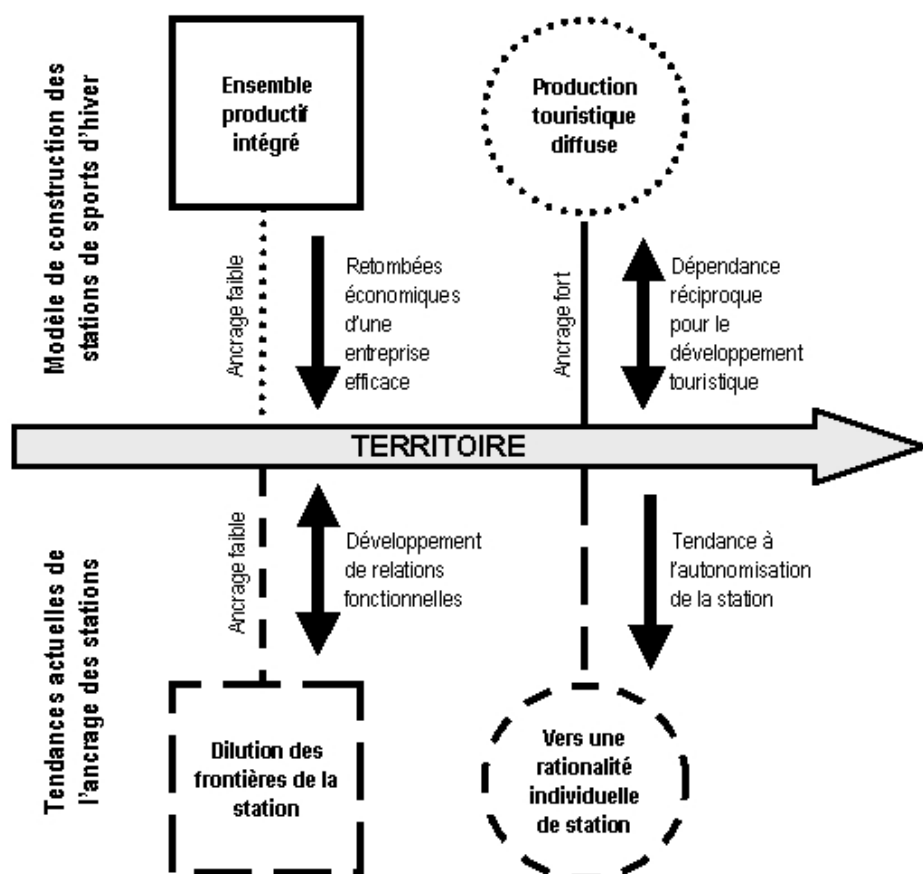 Modèle de construction des
stations de sports d'hiver
Ensemble
productif
intégré
Production
touristique
diffuse
Ancrage faible
Retombées
économiques
d'une
entreprise
efficace
Ancrage fort
Dépendance
réciproque
pour le
développement
touristique
TERRITOIRE
Tendances actuelles de
l'ancrage des stations
Ancrage faible
Développement
de relations
fonctionnelles
Tendance à
l'autonomisation
de la station
Dilution des
frontières de la
station
Vers une
rationalité
individuelle
de station